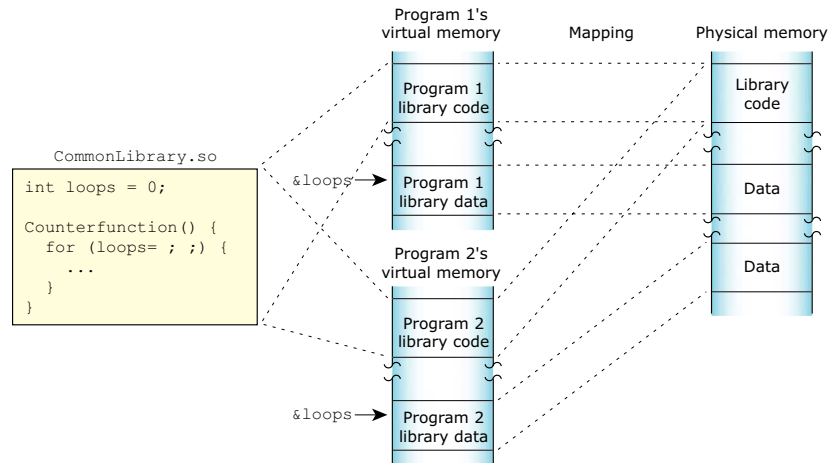 Program 1's
virtual memory
Mapping
Physical memory
Program 1
library code
Library
code
CommonLibrary.so
int loops = 0;
Counterfunction() {
for (loops= ; ;) {
...
}
}
&loops
Program 1
library data
Data
Program 2's
virtual memory
Data
Program 2
library code
&loops
Program 2
library data